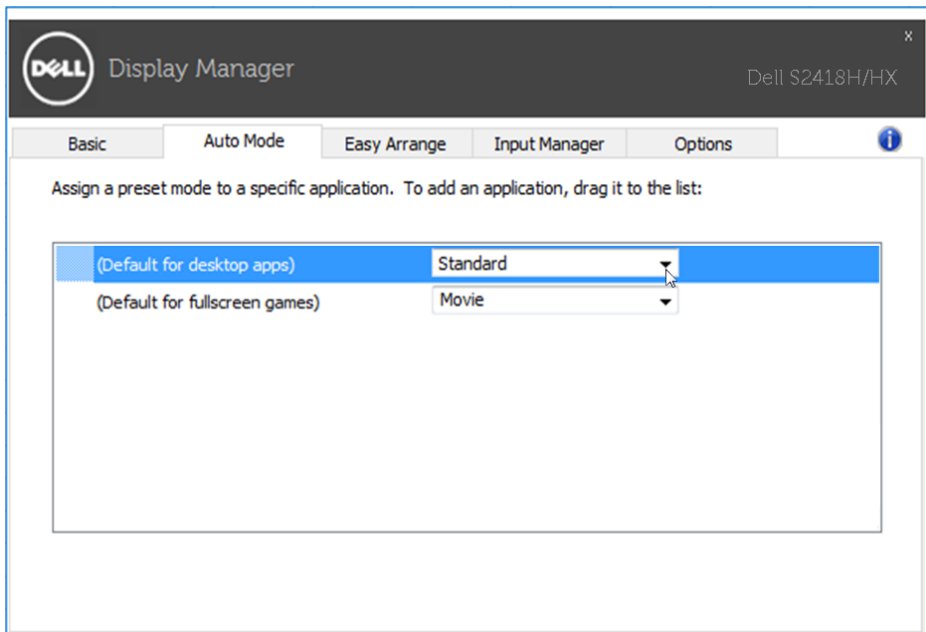 DELL
Display Manager
x
Dell S2418H/HX
Basic
Auto Mode
Easy Arrange
Input Manager
Options
i
Assign a preset mode to a specific application. To add an application, drag it to the list:
(Default for desktop apps)
Standard
(Default for fullscreen games)
Movie